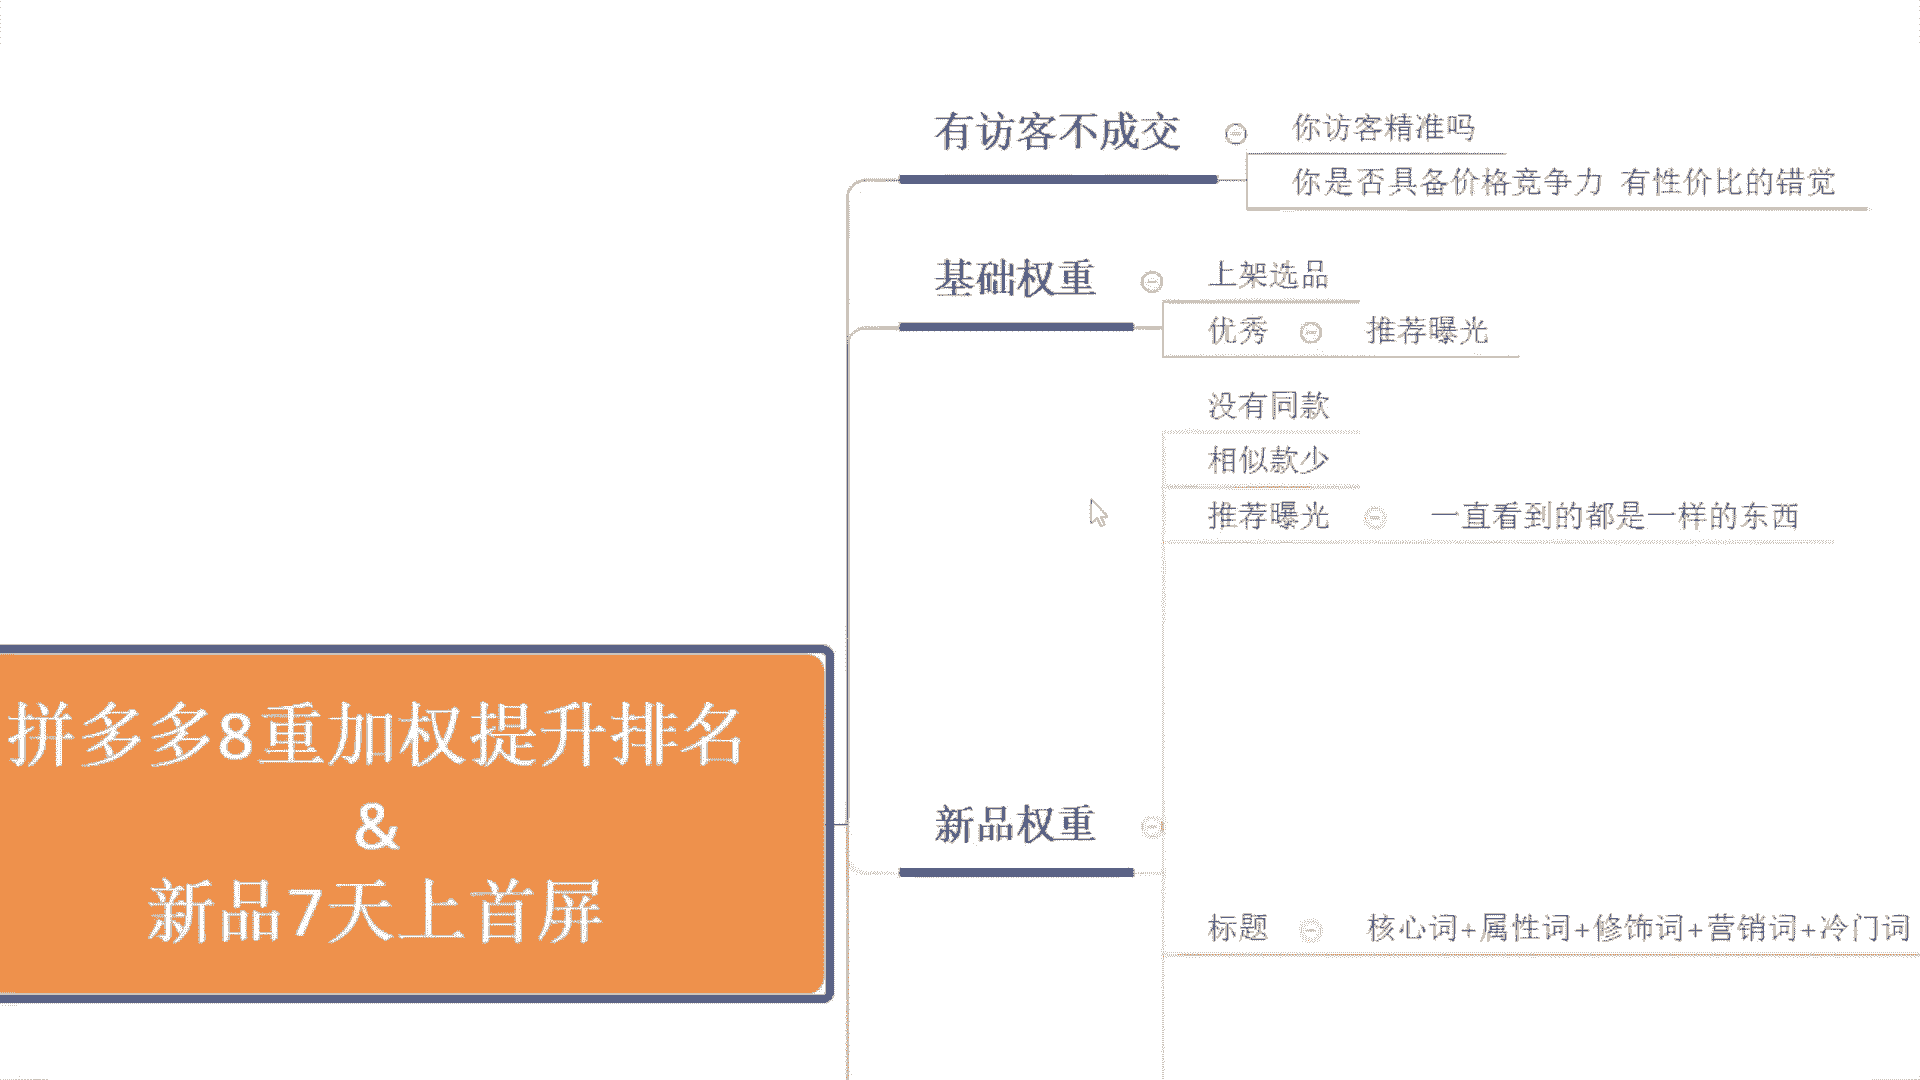 有访客不成交
你访客精准吗
你是否具备价格竞争力 有性价比的错觉
基础权重
上架选品
优秀
推荐曝光
没有同款
相似款少
推荐曝光
一直看到的都是一样的东西
拼多多8重加权提升排名
&
新品7天上首屏
新品权重
标题
核心词+属性词+修饰词+营销词+冷门词